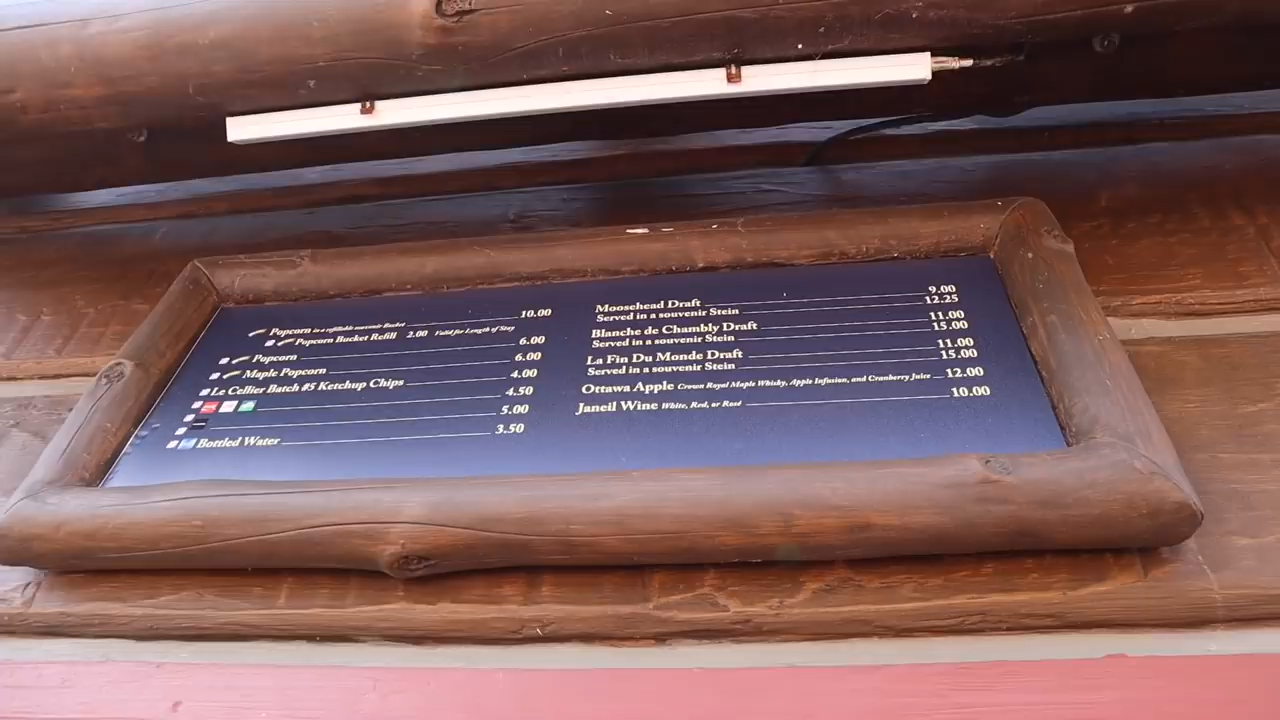 Popcorn in a refillable souvenir Bucket 10.00
Popcorn Bucket Refill 2.00 Valid for Length of Stay
Popcorn 6.00
Maple Popcorn 6.00
Le Cellier Batch #5 Ketchup Chips 4.00
4.50
5.00
Bottled Water 3.50
Moosehead Draft 9.00
Served in a souvenir Stein 12.25
Blanche de Chambly Draft 11.00
Served in a souvenir Stein 15.00
La Fin Du Monde Draft 11.00
Served in a souvenir Stein 15.00
Ottawa Apple Crown Royal Maple Whisky, Apple Infusion, and Cranberry Juice 12.00
Janeil Wine White, Red, or Rosé 10.00